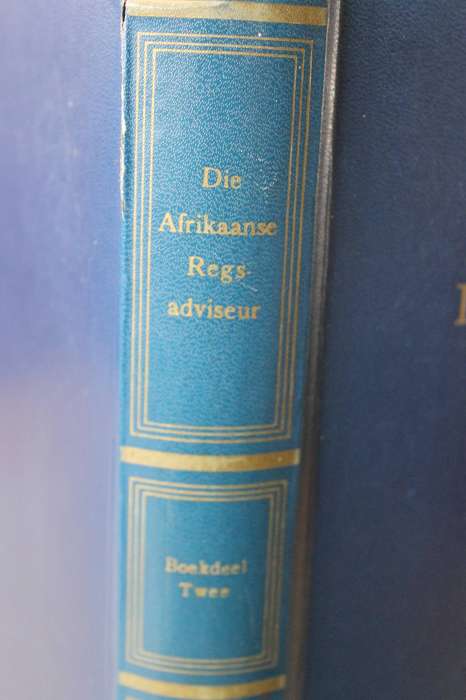 Die
Afrikaanse
Regs-
adviseur
Boekdeel
Twee